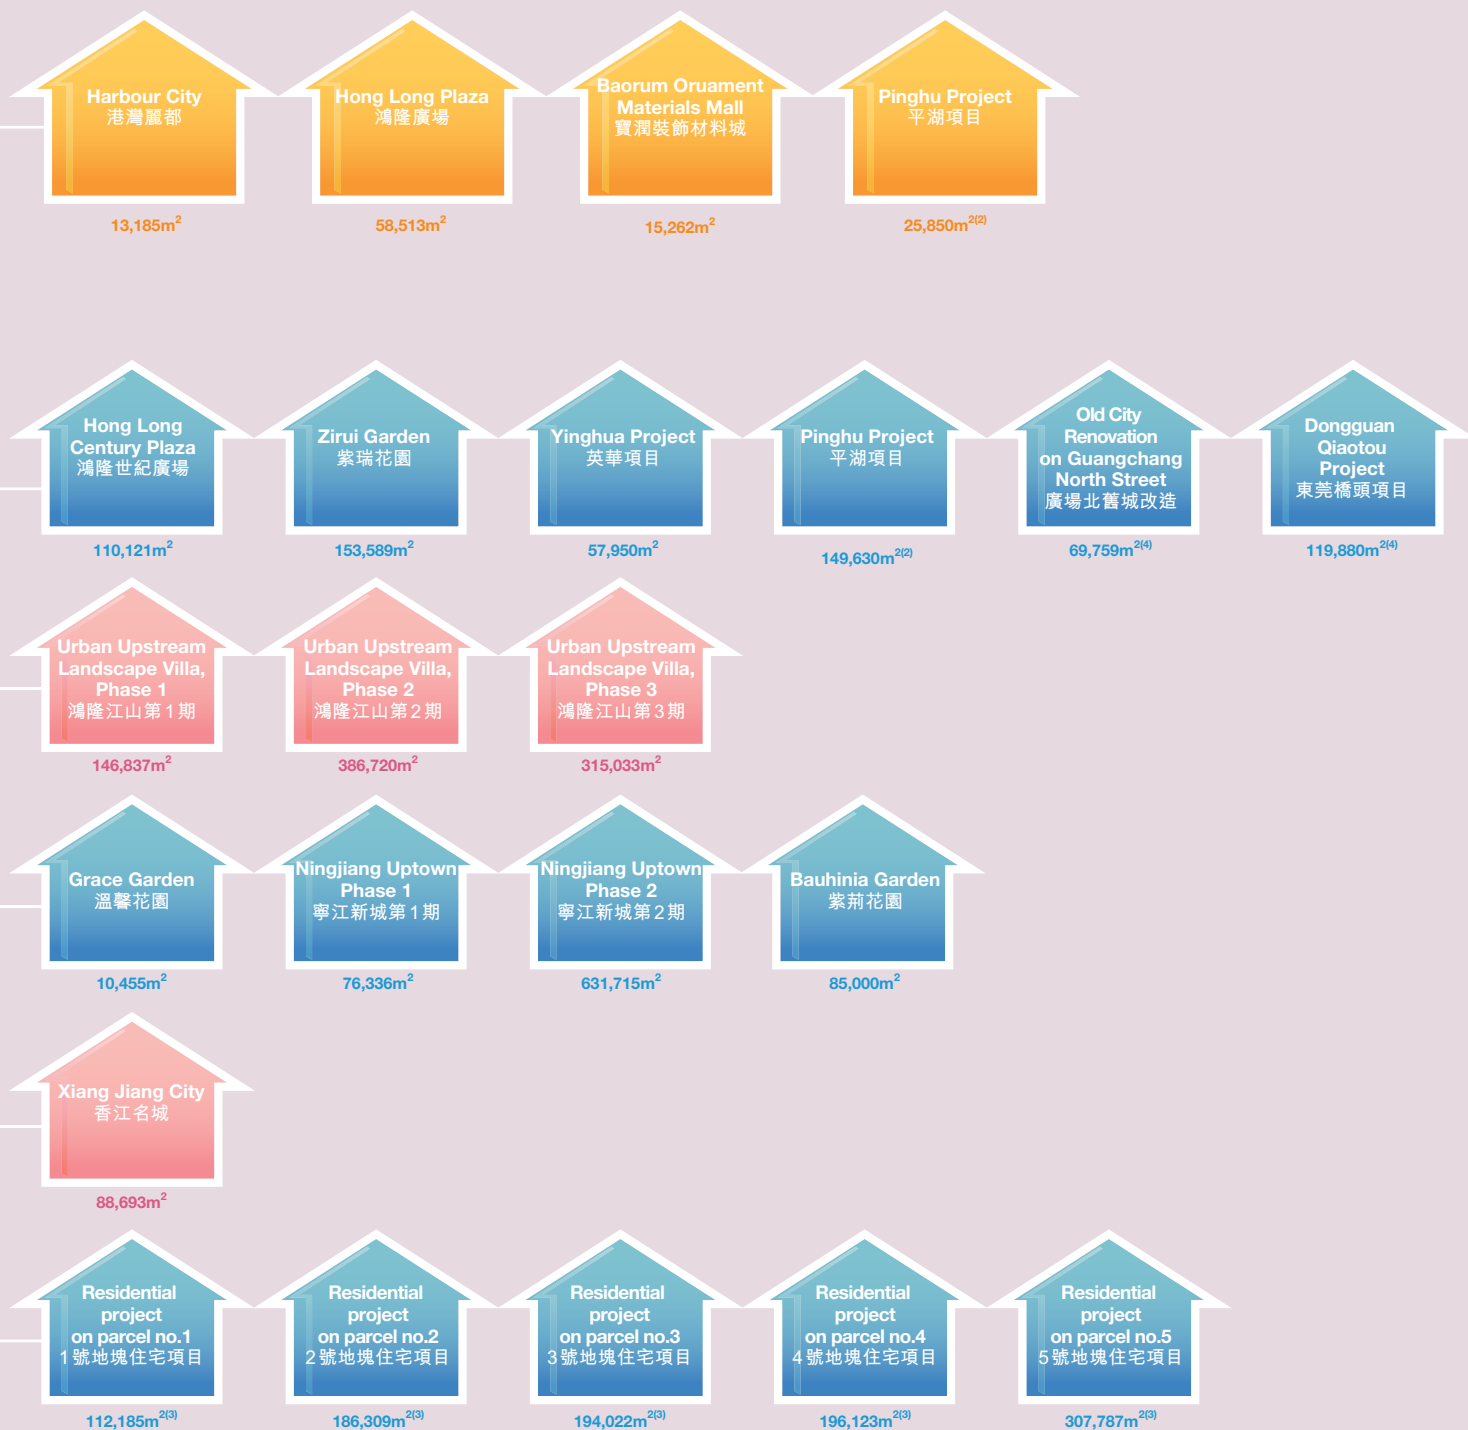 Harbour City
港灣麗都
13,185m²
Hong Long Plaza
鴻隆廣場
58,513m²
Baorum Oruament
Materials Mall
寶潤裝飾材料城
15,262m²
Pinghu Project
平湖項目
25,850m²⁽²⁾
Hong Long
Century Plaza
鴻隆世紀廣場
110,121m²
Zirui Garden
紫瑞花園
153,589m²
Yinghua Project
英華項目
57,950m²
Pinghu Project
平湖項目
149,630m²⁽²⁾
Old City
Renovation
on Guangchang
North Street
廣場北舊城改造
69,759m²⁽⁴⁾
Dongguan
Qiaotou
Project
東莞橋頭項目
119,880m²⁽⁴⁾
Urban Upstream
Landscape Villa,
Phase 1
鴻隆江山第1期
146,837m²
Urban Upstream
Landscape Villa,
Phase 2
鴻隆江山第2期
386,720m²
Urban Upstream
Landscape Villa,
Phase 3
鴻隆江山第3期
315,033m²
Grace Garden
溫馨花園
10,455m²
Ningjiang Uptown
Phase 1
寧江新城第1期
76,336m²
Ningjiang Uptown
Phase 2
寧江新城第2期
631,715m²
Bauhinia Garden
紫荊花園
85,000m²
Xiang Jiang City
香江名城
88,693m²
Residential
project
on parcel no.1
1號地塊住宅項目
112,185m²⁽³⁾
Residential
project
on parcel no.2
2號地塊住宅項目
186,309m²⁽³⁾
Residential
project
on parcel no.3
3號地塊住宅項目
194,022m²⁽³⁾
Residential
project
on parcel no.4
4號地塊住宅項目
196,123m²⁽³⁾
Residential
project
on parcel no.5
5號地塊住宅項目
307,787m²⁽³⁾